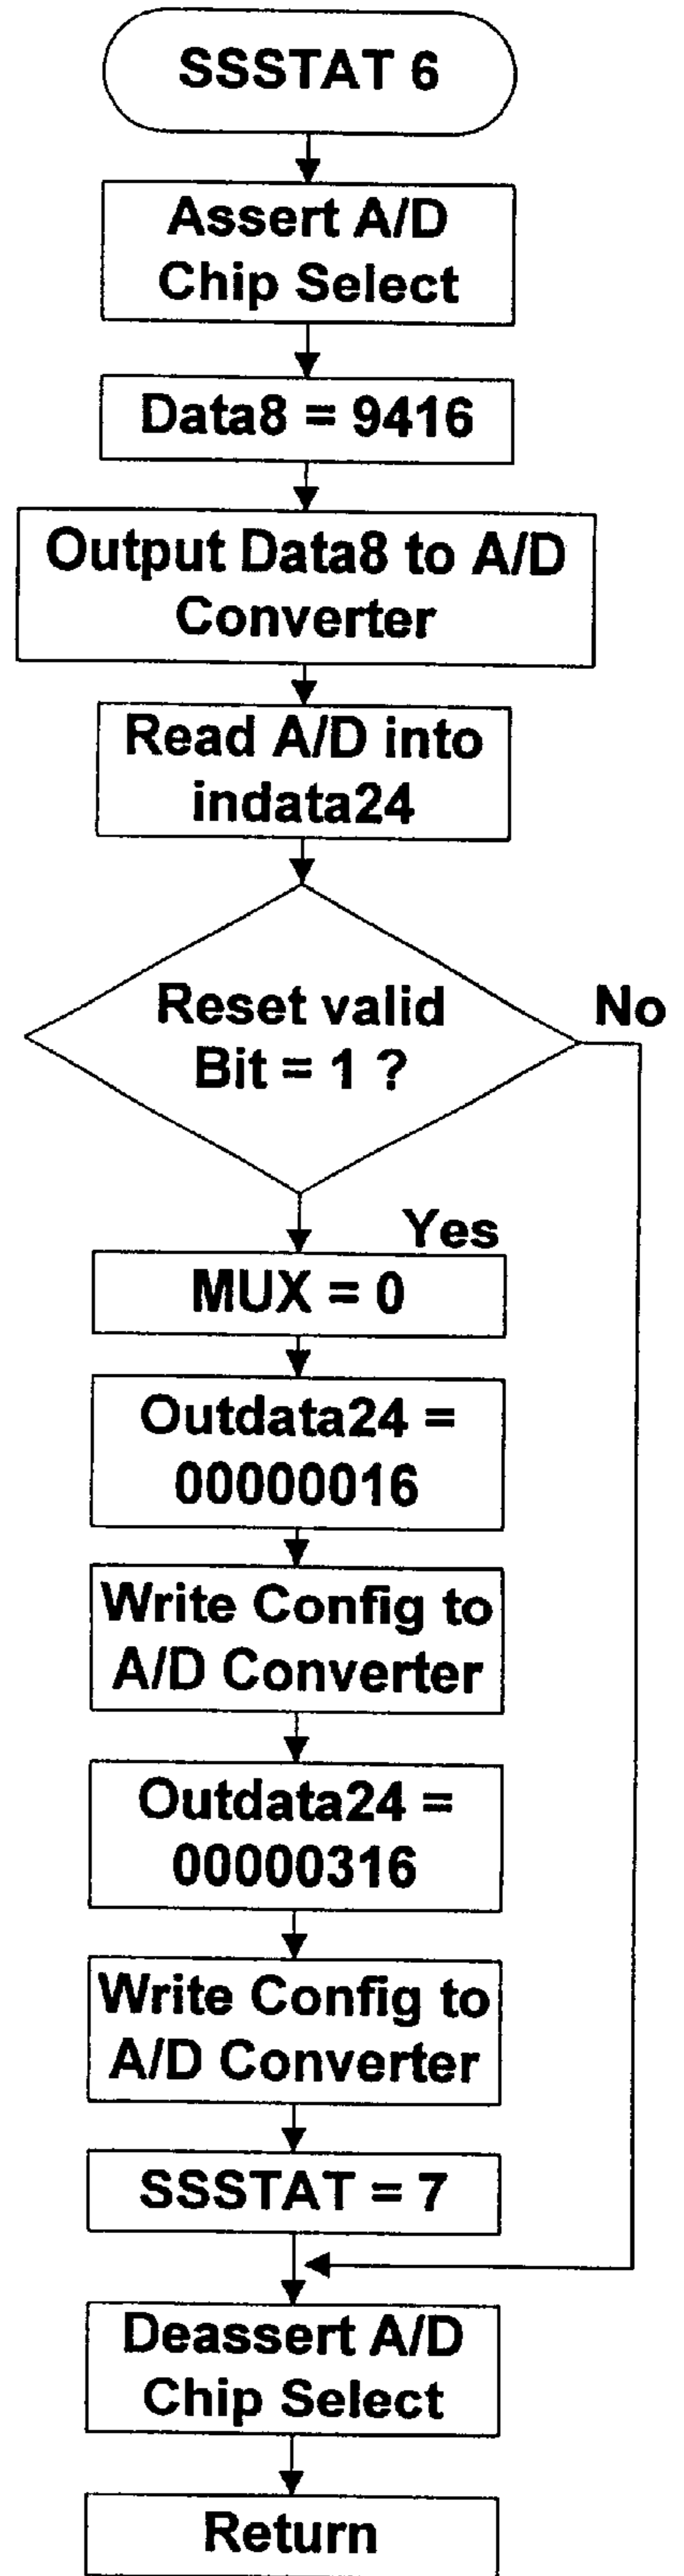 SSSTAT 6
Assert A/D
Chip Select
Data8 = 9416
Output Data8 to A/D
Converter
Read A/D into
indata24
Reset valid
Bit = 1 ?
No
Yes
MUX = 0
Outdata24 =
00000016
Write Config to
A/D Converter
Outdata24 =
00000316
Write Config to
A/D Converter
SSSTAT = 7
Deassert A/D
Chip Select
Return